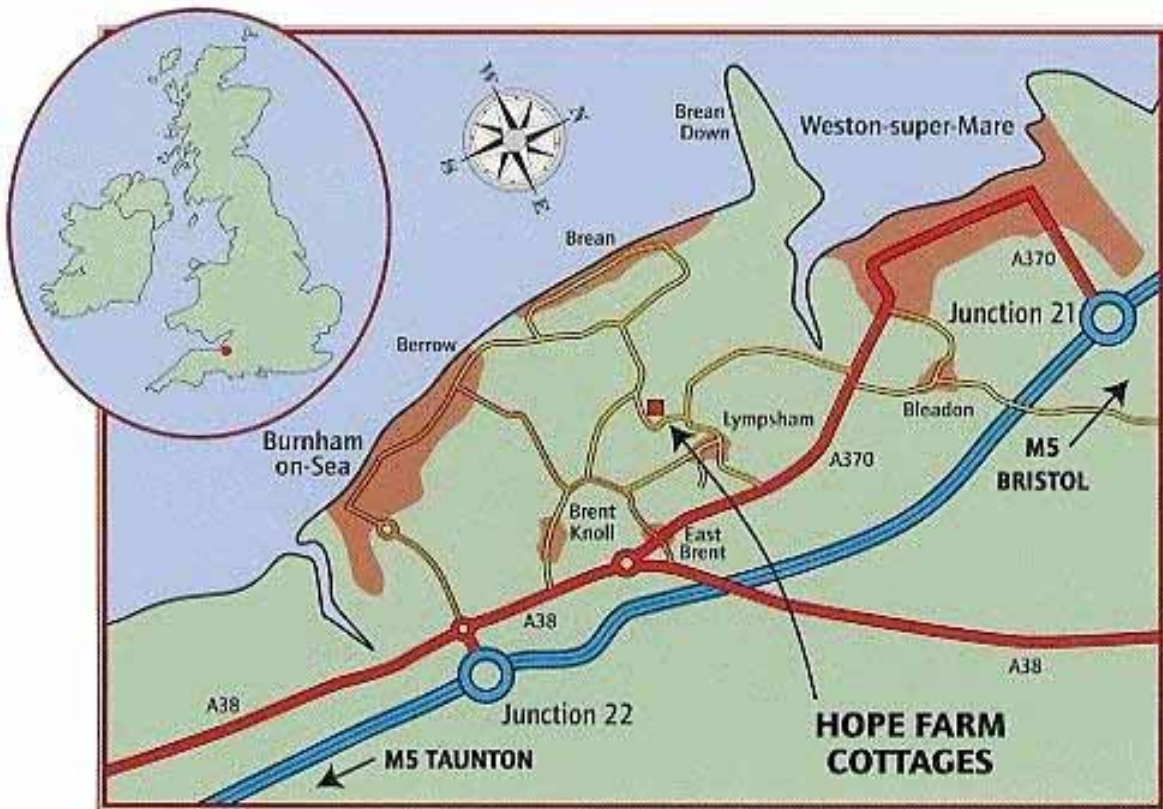 W
N
S
E
Brean
Down
Weston-super-Mare
Brean
A370
Junction 21
Berrow
Bleadon
Lympsham
Burnham
on-Sea
A370
M5
BRISTOL
Brent
Knoll
East
Brent
A38
A38
A38
Junction 22
HOPE FARM
COTTAGES
M5 TAUNTON